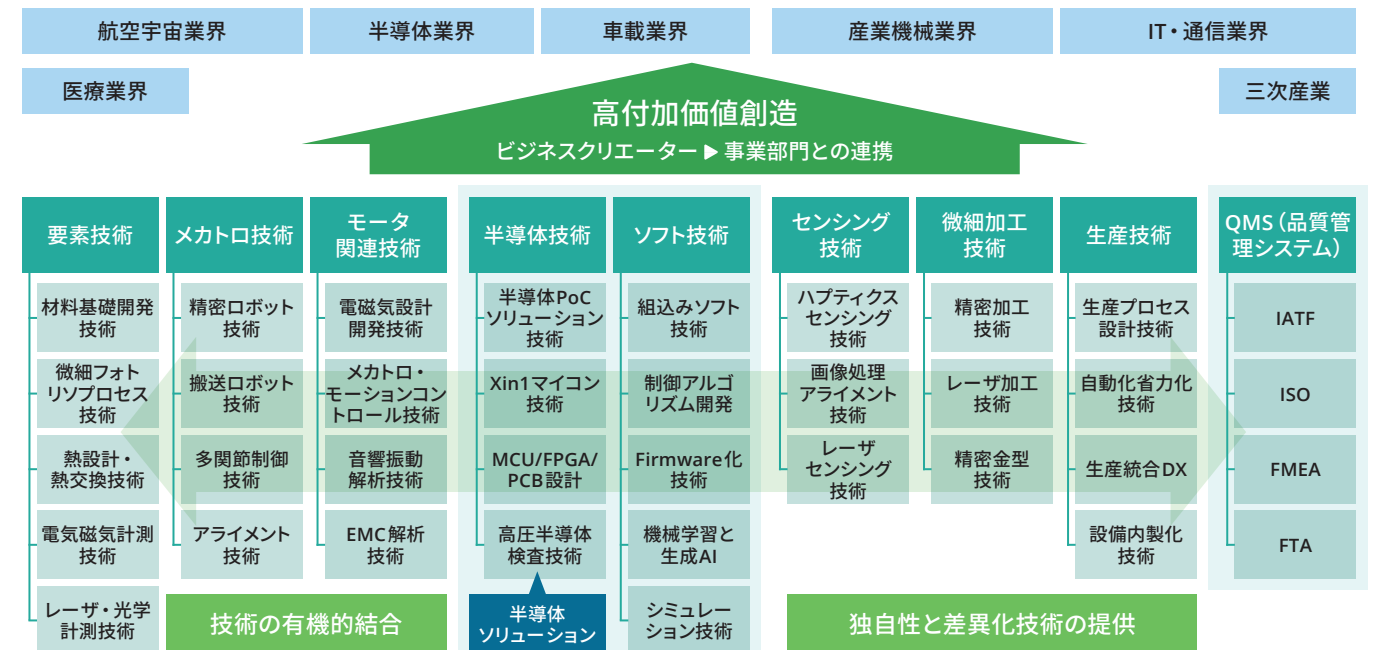 航空宇宙業界
半導体業界
車載業界
産業機械業界
IT・通信業界
医療業界
三次産業
高付加価値創造
ビジネスクリエーター ▶ 事業部門との連携
要素技術
材料基礎開発
技術
微細フォト
リソプロセス
技術
熱設計・
熱交換技術
電気磁気計測
技術
レーザ・光学
計測技術
メカトロ技術
精密ロボット
技術
搬送ロボット
技術
多関節制御
技術
アライメント
技術
モータ
関連技術
電磁気設計
開発技術
メカトロ・
モーションコン
トロール技術
音響振動
解析技術
EMC解析
技術
半導体技術
半導体PoC
ソリューション
技術
Xin1マイコン
技術
MCU/FPGA/
PCB設計
高圧半導体
検査技術
半導体
ソリューション
ソフト技術
組込みソフト
技術
制御アルゴ
リズム開発
Firmware化
技術
機械学習と
生成AI
シミュレー
ション技術
センシング
技術
ハプティクス
センシング
技術
画像処理
アライメント
技術
レーザ
センシング
技術
微細加工
技術
精密加工
技術
レーザ加工
技術
精密金型
技術
生産技術
生産プロセス
設計技術
自動化省力化
技術
生産統合DX
設備内製化
技術
QMS（品質管
理システム）
IATF
ISO
FMEA
FTA
技術の有機的結合
独自性と差異化技術の提供